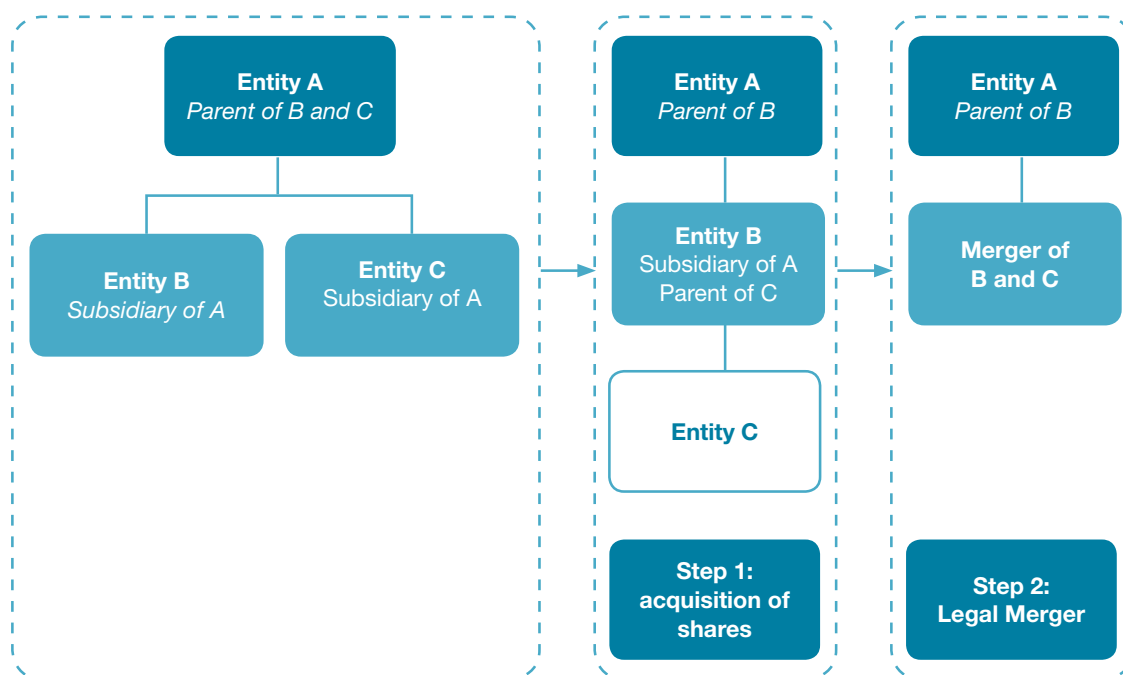 Entity A
Parent of B and C
Entity B
Subsidiary of A
Entity C
Subsidiary of A
Entity A
Parent of B
Entity B
Subsidiary of A
Parent of C
Entity C
Step 1:
acquisition of
shares
Entity A
Parent of B
Merger of
B and C
Step 2:
Legal Merger